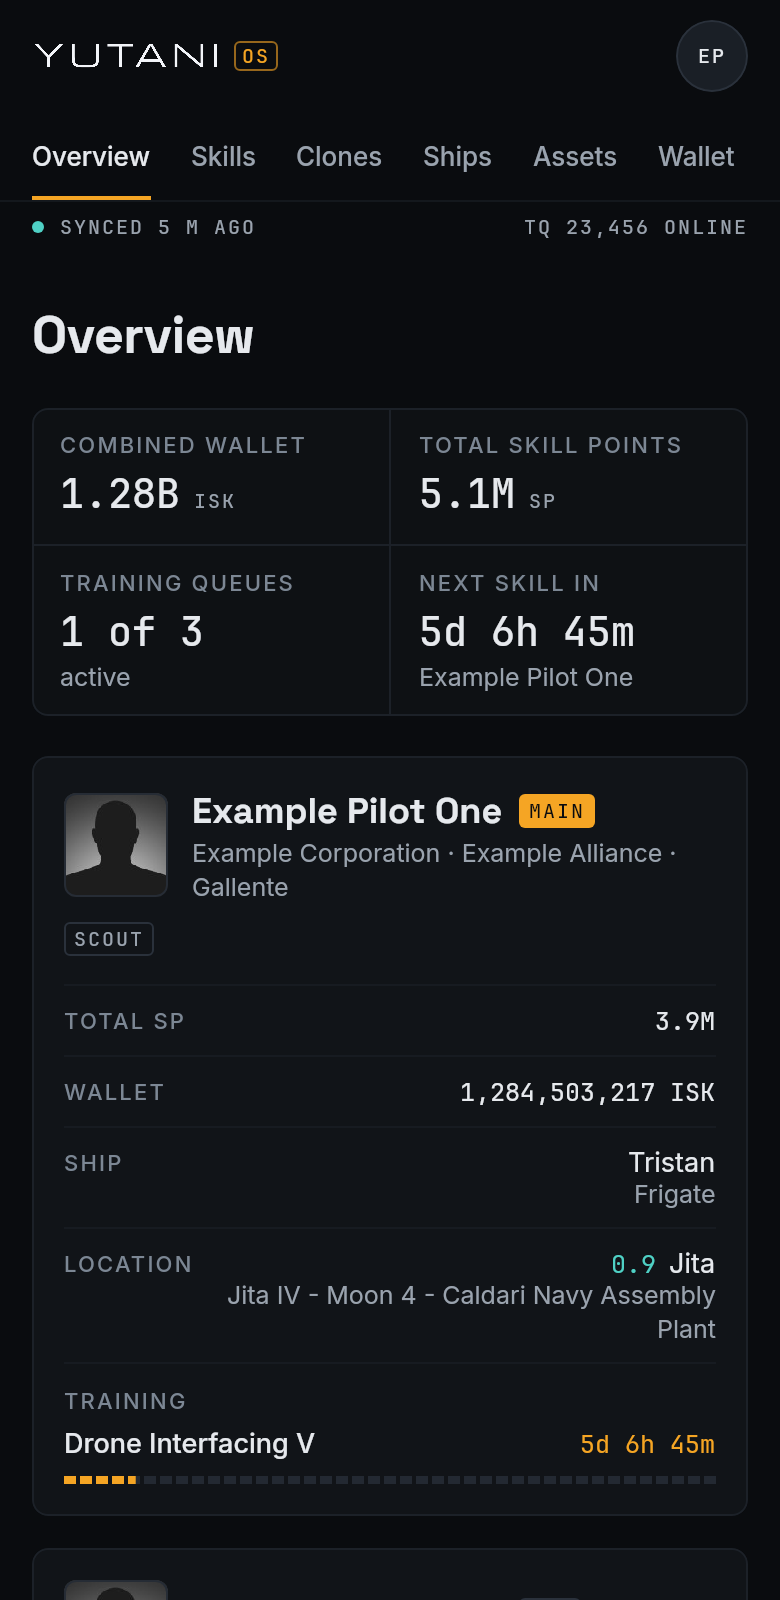 YUTANI OS
EP
Overview Skills Clones Ships Assets Wallet
SYNCED 5 M AGO
TQ 23,456 ONLINE
Overview
COMBINED WALLET
1.28B ISK
TOTAL SKILL POINTS
5.1M SP
TRAINING QUEUES
1 of 3
active
NEXT SKILL IN
5d 6h 45m
Example Pilot One
Example Pilot One MAIN
Example Corporation · Example Alliance ·
Gallente
SCOUT
TOTAL SP 3.9M
WALLET 1,284,503,217 ISK
SHIP Tristan
Frigate
LOCATION 0.9 Jita
Jita IV - Moon 4 - Caldari Navy Assembly
Plant
TRAINING
Drone Interfacing V 5d 6h 45m